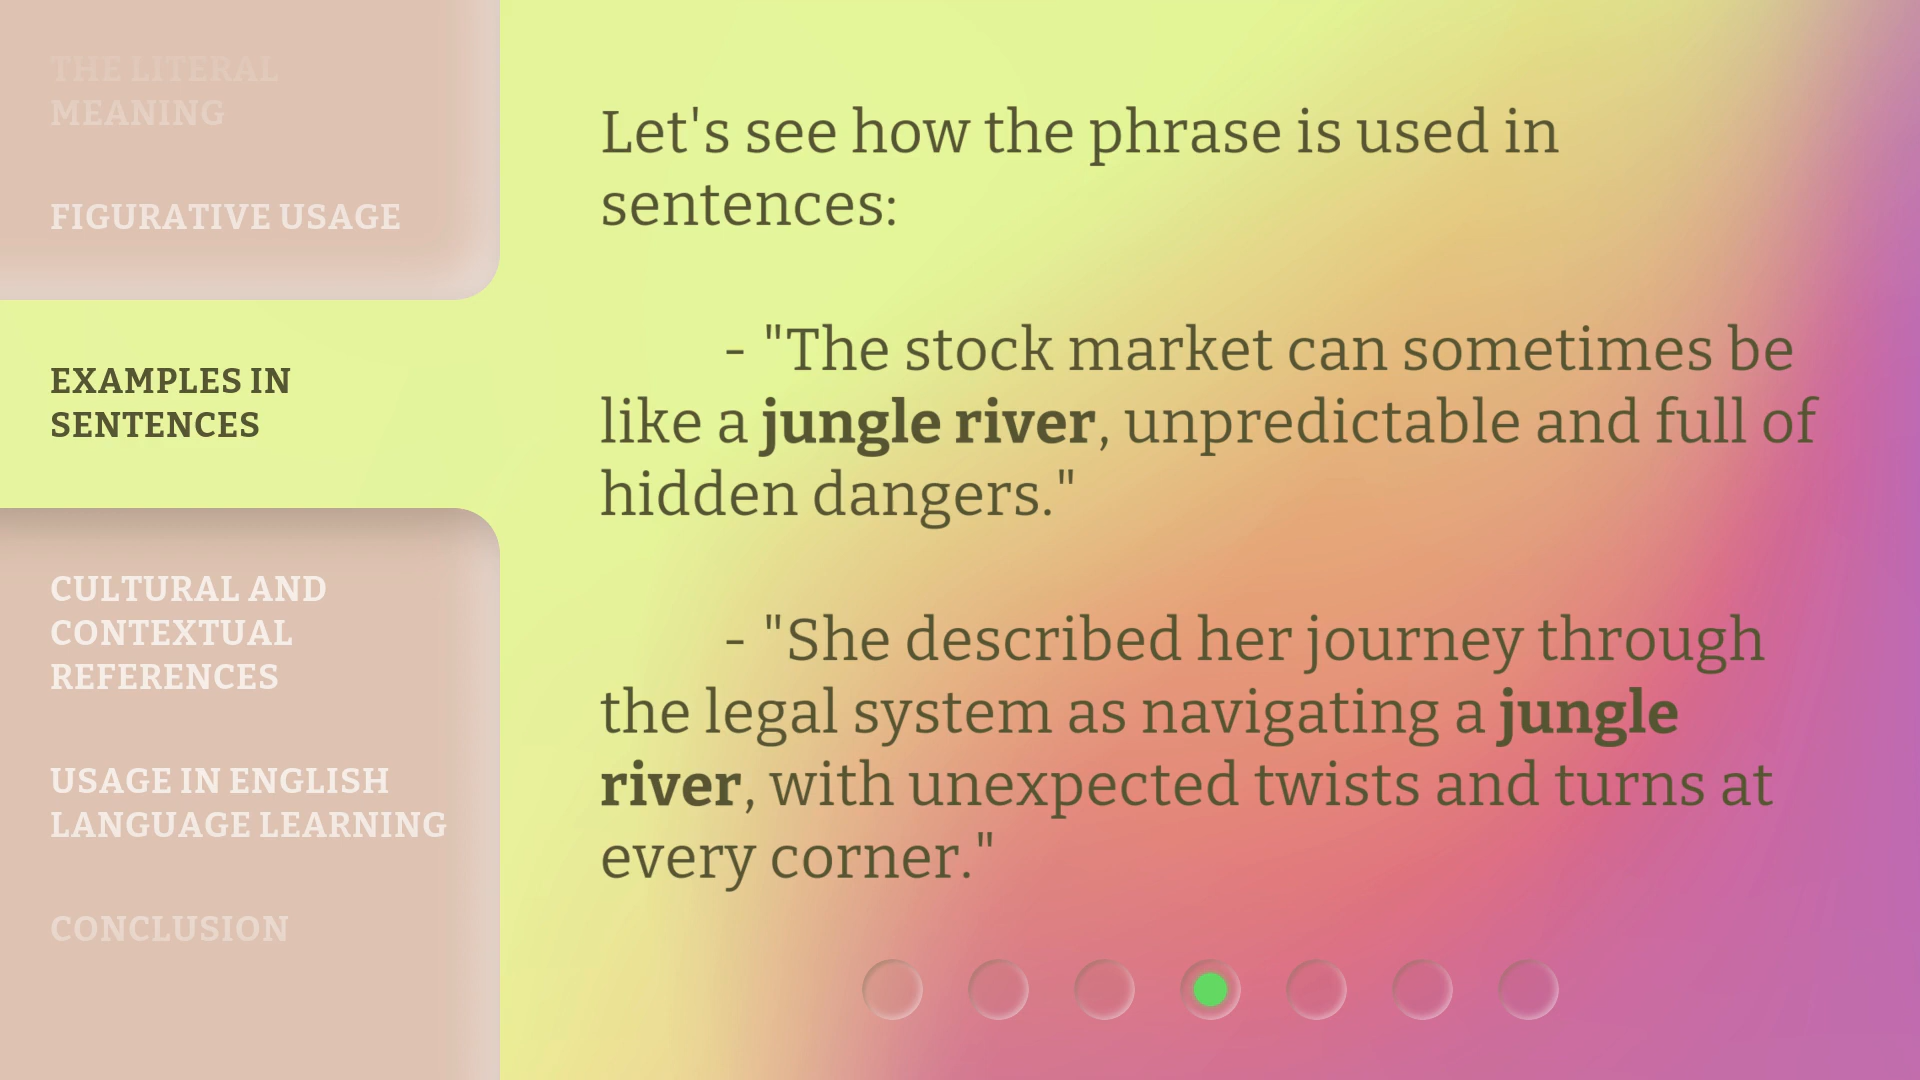 THE LITERAL
MEANING
FIGURATIVE USAGE
EXAMPLES IN
SENTENCES
CULTURAL AND
CONTEXTUAL
REFERENCES
USAGE IN ENGLISH
LANGUAGE LEARNING
CONCLUSION
Let's see how the phrase is used in
sentences:
- "The stock market can sometimes be
like a jungle river, unpredictable and full of
hidden dangers."
- "She described her journey through
the legal system as navigating a jungle
river, with unexpected twists and turns at
every corner."